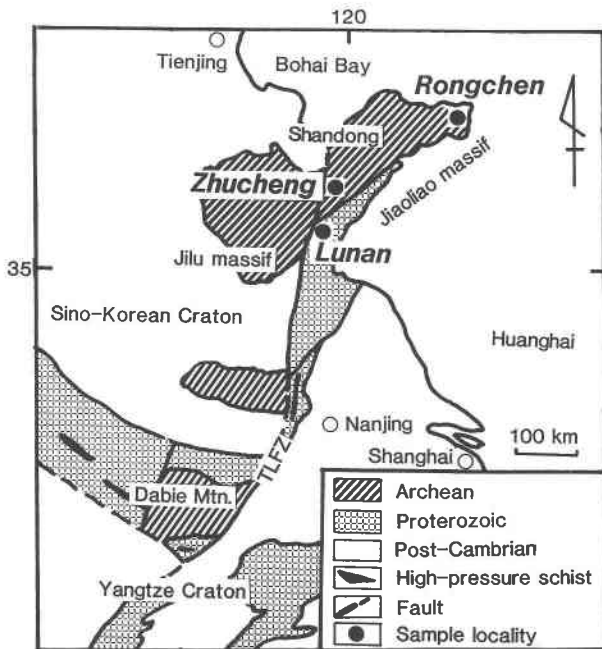 120
Tienjing
Bohai Bay
Rongchen
Shandong
Zhucheng
Jiaoliao massif
Lunan
Jilu massif
35
Sino-Korean Craton
Huanghai
Nanjing
100 km
Shanghai
TLFZ
Dabie Mtn.
Yangtze Craton
Archean
Proterozoic
Post-Cambrian
High-pressure schist
Fault
Sample locality